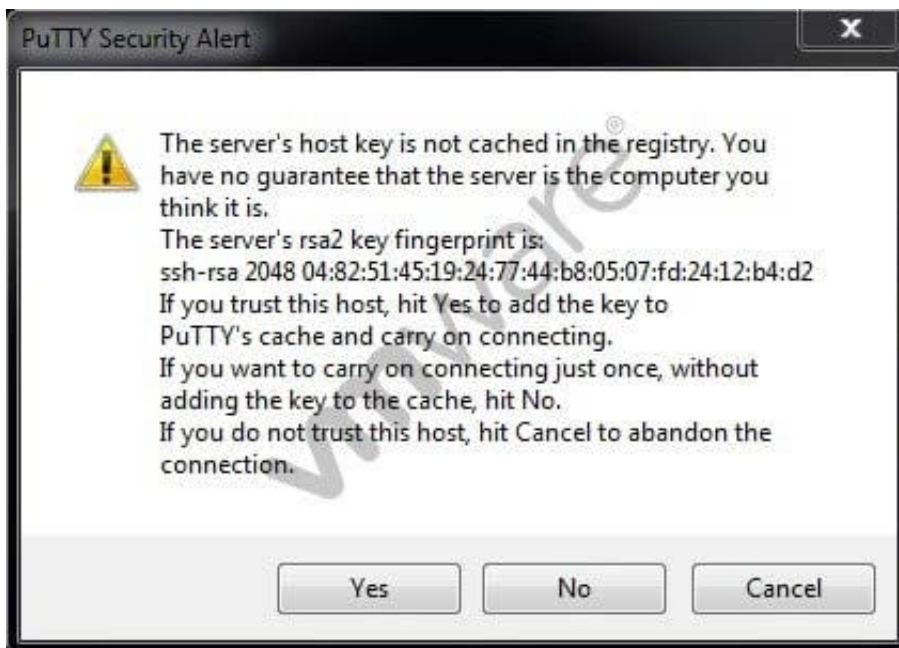 PuTTY Security Alert
The server's host key is not cached in the registry. You
have no guarantee that the server is the computer you
think it is.
The server's rsa2 key fingerprint is:
ssh-rsa 2048 04:82:51:45:19:24:77:44:b8:05:07:fd:24:12:b4:d2
If you trust this host, hit Yes to add the key to
PuTTY's cache and carry on connecting.
If you want to carry on connecting just once, without
adding the key to the cache, hit No.
If you do not trust this host, hit Cancel to abandon the
connection.
vmware®
Yes No Cancel